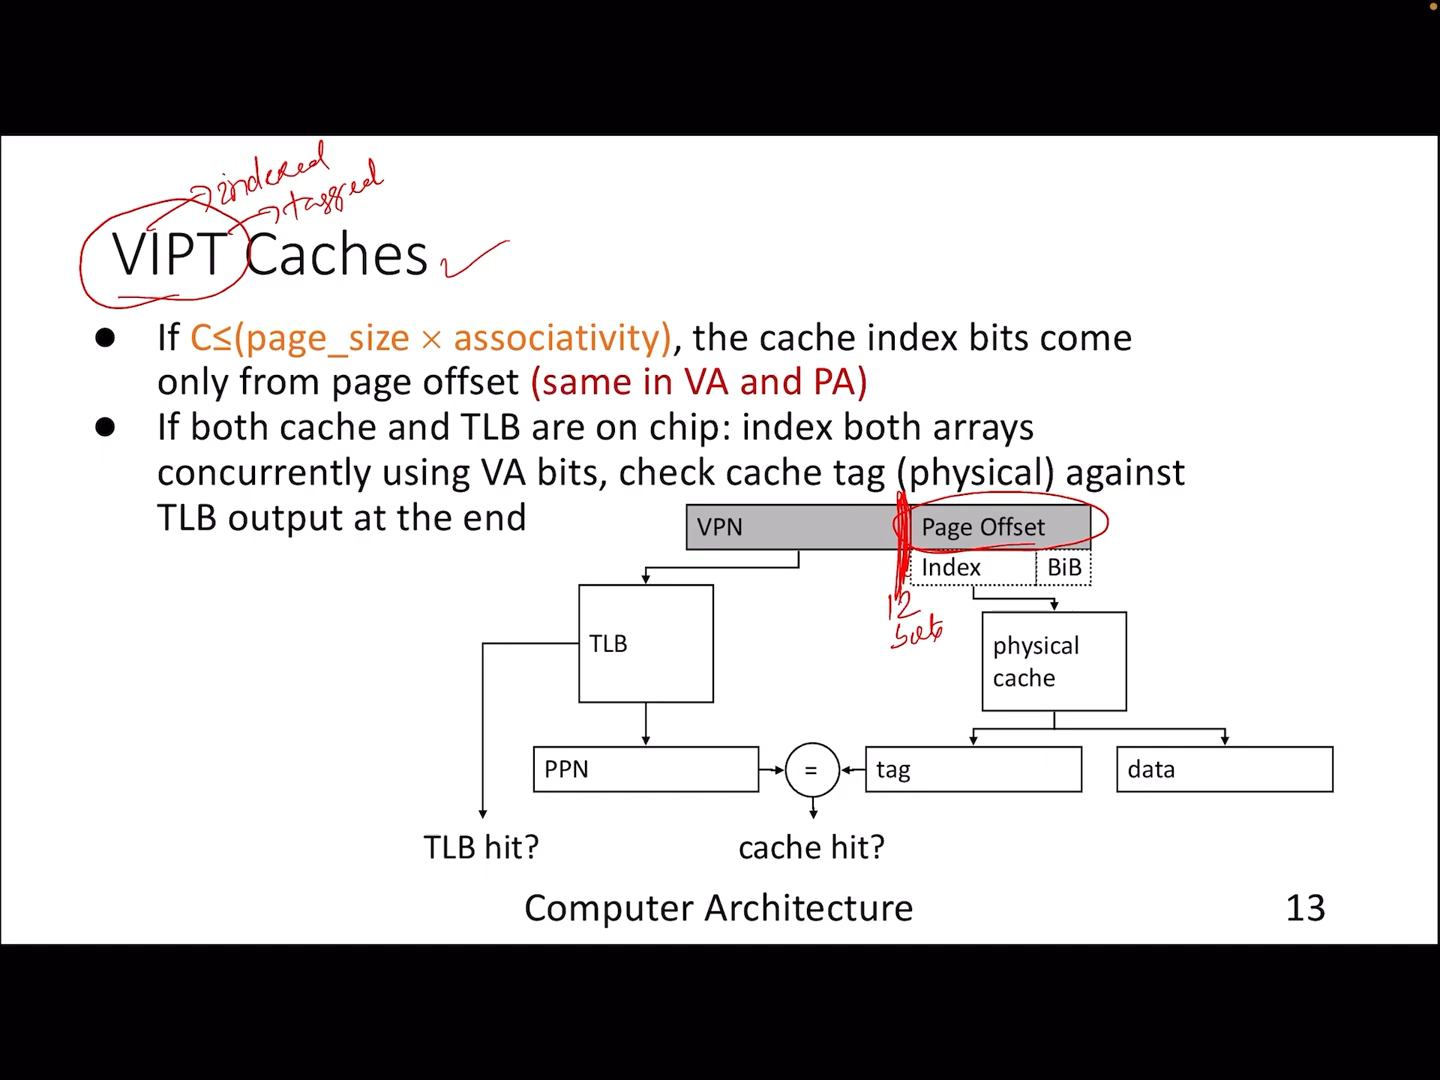 indexed
tagged
VIPT Caches
● If C≤(page_size × associativity), the cache index bits come
only from page offset (same in VA and PA)
● If both cache and TLB are on chip: index both arrays
concurrently using VA bits, check cache tag (physical) against
TLB output at the end
VPN
Page Offset
Index
BiB
12
bits
TLB
physical
cache
PPN
=
tag
data
TLB hit?
cache hit?
Computer Architecture
13